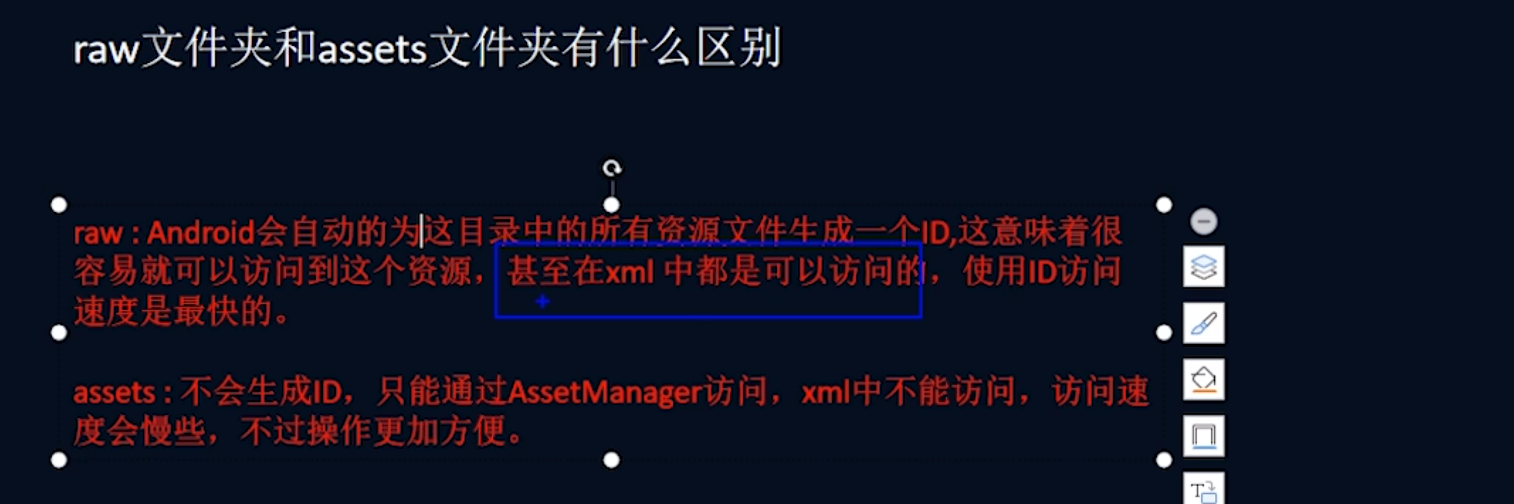 raw文件夹和assets文件夹有什么区别
raw : Android会自动的为这目录中的所有资源文件生成一个ID,这意味着很
容易就可以访问到这个资源，甚至在xml 中都是可以访问的，使用ID访问
速度是最快的。
assets : 不会生成ID，只能通过AssetManager访问，xml中不能访问，访问速
度会慢些，不过操作更加方便。